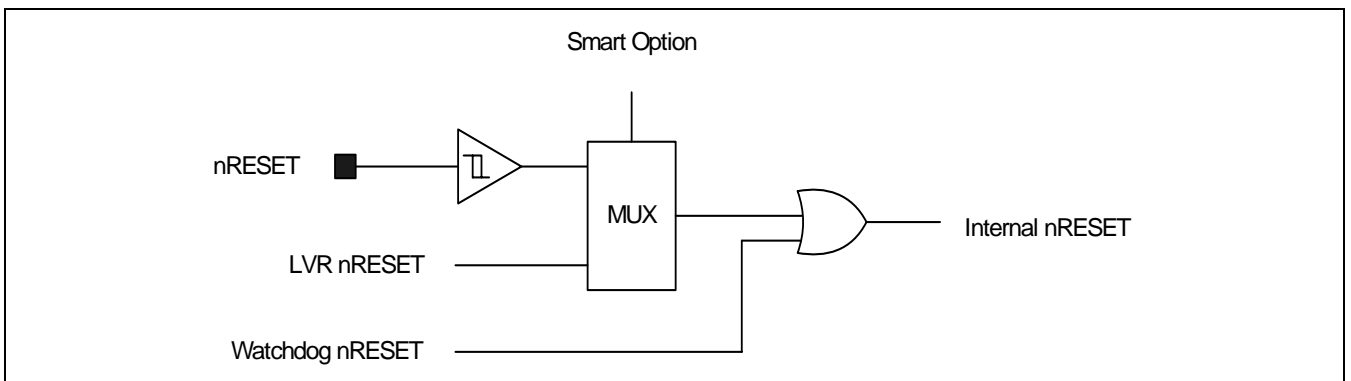 Smart Option
nRESET
MUX
LVR nRESET
Internal nRESET
Watchdog nRESET